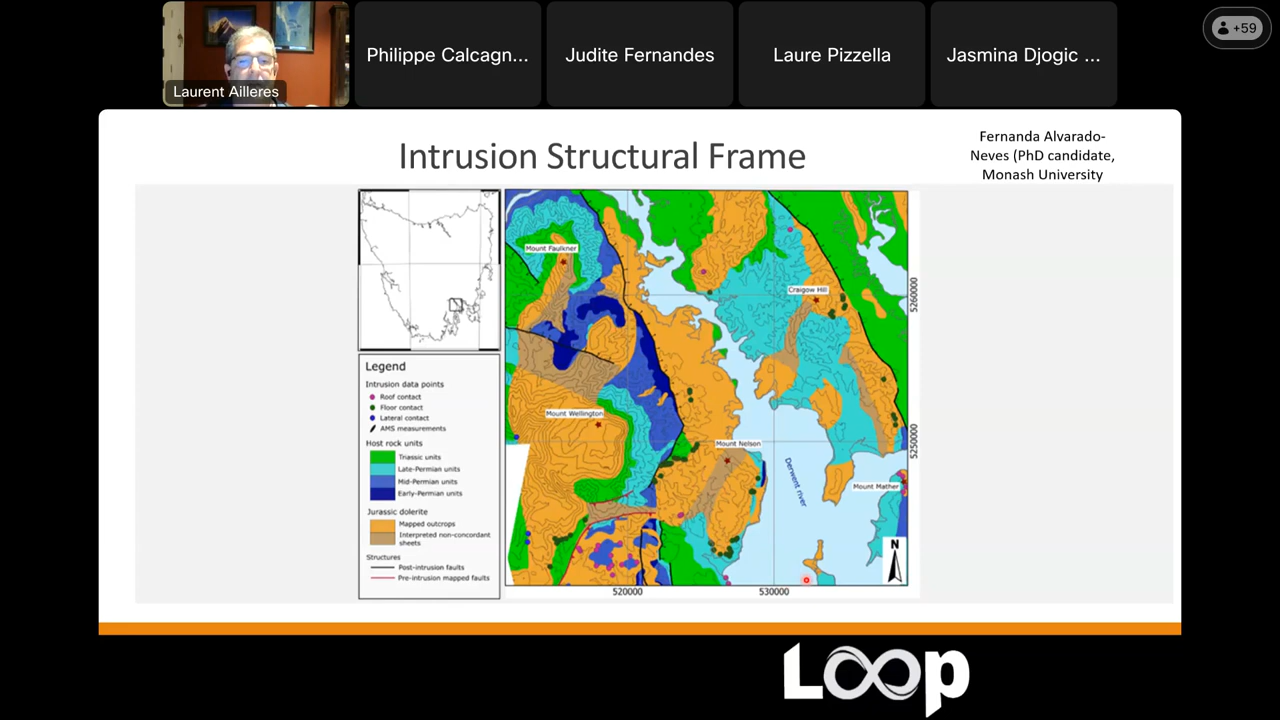 Laurent Ailleres
Philippe Calcagn...
Judite Fernandes
Laure Pizzella
Jasmina Djogic ...
+59
Intrusion Structural Frame
Fernanda Alvarado-
Neves (PhD candidate,
Monash University
Legend
Intrusion data points
Roof contact
Floor contact
Lateral contact
AMS measurements
Host rock units
Triassic units
Late-Permian units
Mid-Permian units
Early-Permian units
Jurassic dolerite
Mapped outcrops
Interpreted non-concordant
sheets
Structures
Post-intrusion faults
Pre-intrusion mapped faults
Mount Faulkner
Craigow Hill
Mount Wellington
Mount Nelson
Derwent river
Mount Mather
N
5260000
5250000
520000
530000
Loop